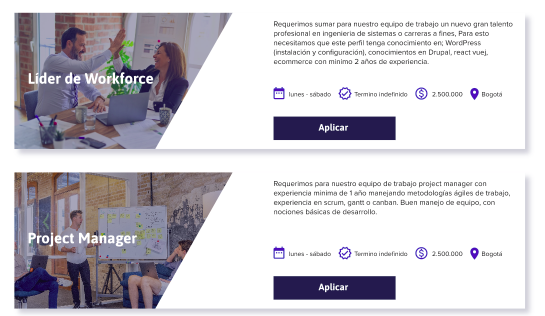 Líder de Workforce
Requerimos sumar para nuestro equipo de trabajo un nuevo gran talento
profesional en ingeniería de sistemas o carreras a fines, Para esto
necesitamos que este perfil tenga conocimiento en; WordPress
(instalación y configuración), conocimientos en Drupal, react vuej,
ecommerce con mínimo 2 años de experiencia.
lunes - sábado Termino indefinido 2.500.000 Bogotá
Aplicar
Project Manager
Requerimos para nuestro equipo de trabajo project manager con
experiencia mínima de 1 año manejando metodologías ágiles de trabajo,
experiencia en scrum, gantt o canban. Buen manejo de equipo, con
nociones básicas de desarrollo.
lunes - sábado Termino indefinido 2.500.000 Bogotá
Aplicar